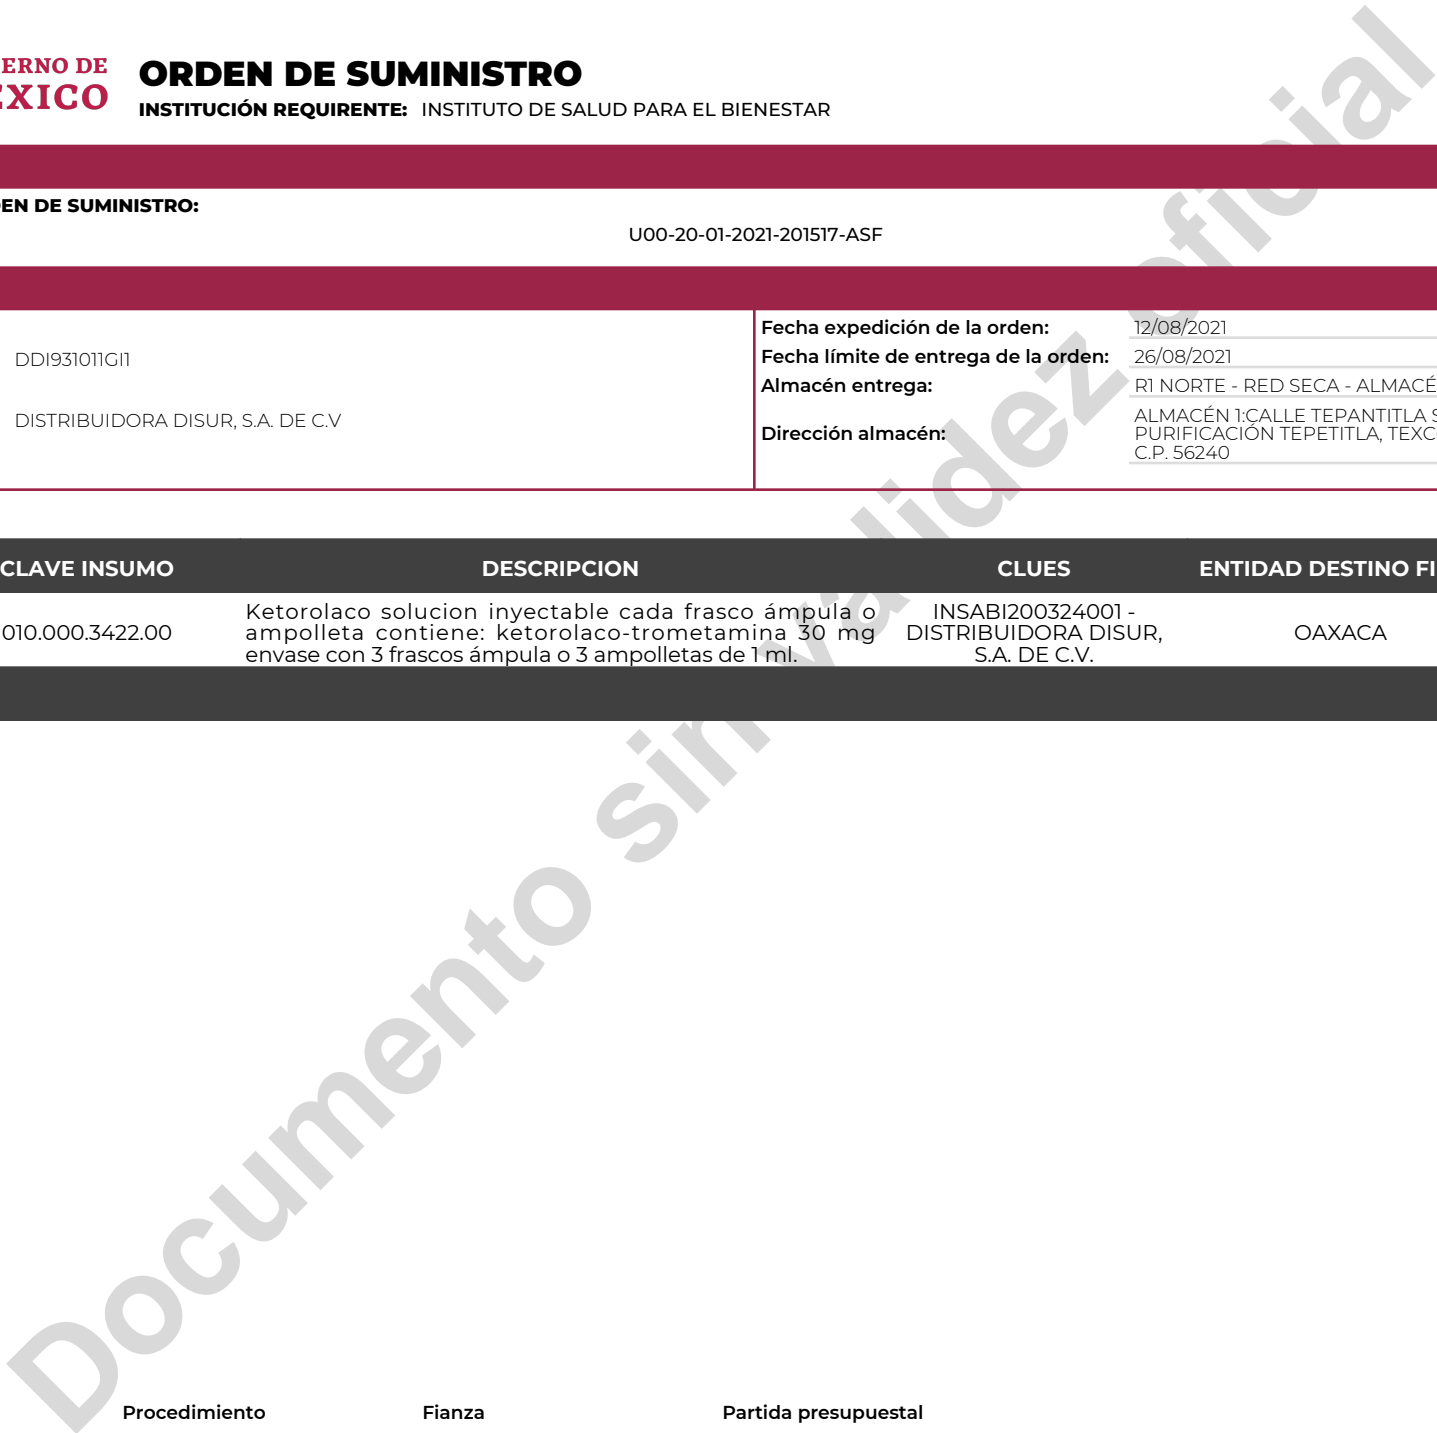 ERNO DE
ÉXICO
ORDEN DE SUMINISTRO
INSTITUCIÓN REQUIRENTE: INSTITUTO DE SALUD PARA EL BIENESTAR
EN DE SUMINISTRO:
U00-20-01-2021-201517-ASF
DDI931011GI1
DISTRIBUIDORA DISUR, S.A. DE C.V
Fecha expedición de la orden: 12/08/2021
Fecha límite de entrega de la orden: 26/08/2021
Almacén entrega: R1 NORTE - RED SECA - ALMACÉ
Dirección almacén:
ALMACÉN 1:CALLE TEPANTITLA S
PURIFICACIÓN TEPETITLA, TEXC
C.P. 56240
CLAVE INSUMO DESCRIPCION CLUES ENTIDAD DESTINO FI
010.000.3422.00
Ketorolaco solucion inyectable cada frasco ámpula o
ampolleta contiene: ketorolaco-trometamina 30 mg
envase con 3 frascos ámpula o 3 ampolletas de 1 ml.
INSABI200324001 -
DISTRIBUIDORA DISUR,
S.A. DE C.V.
OAXACA
Documento sin validez oficial
Procedimiento Fianza Partida presupuestal